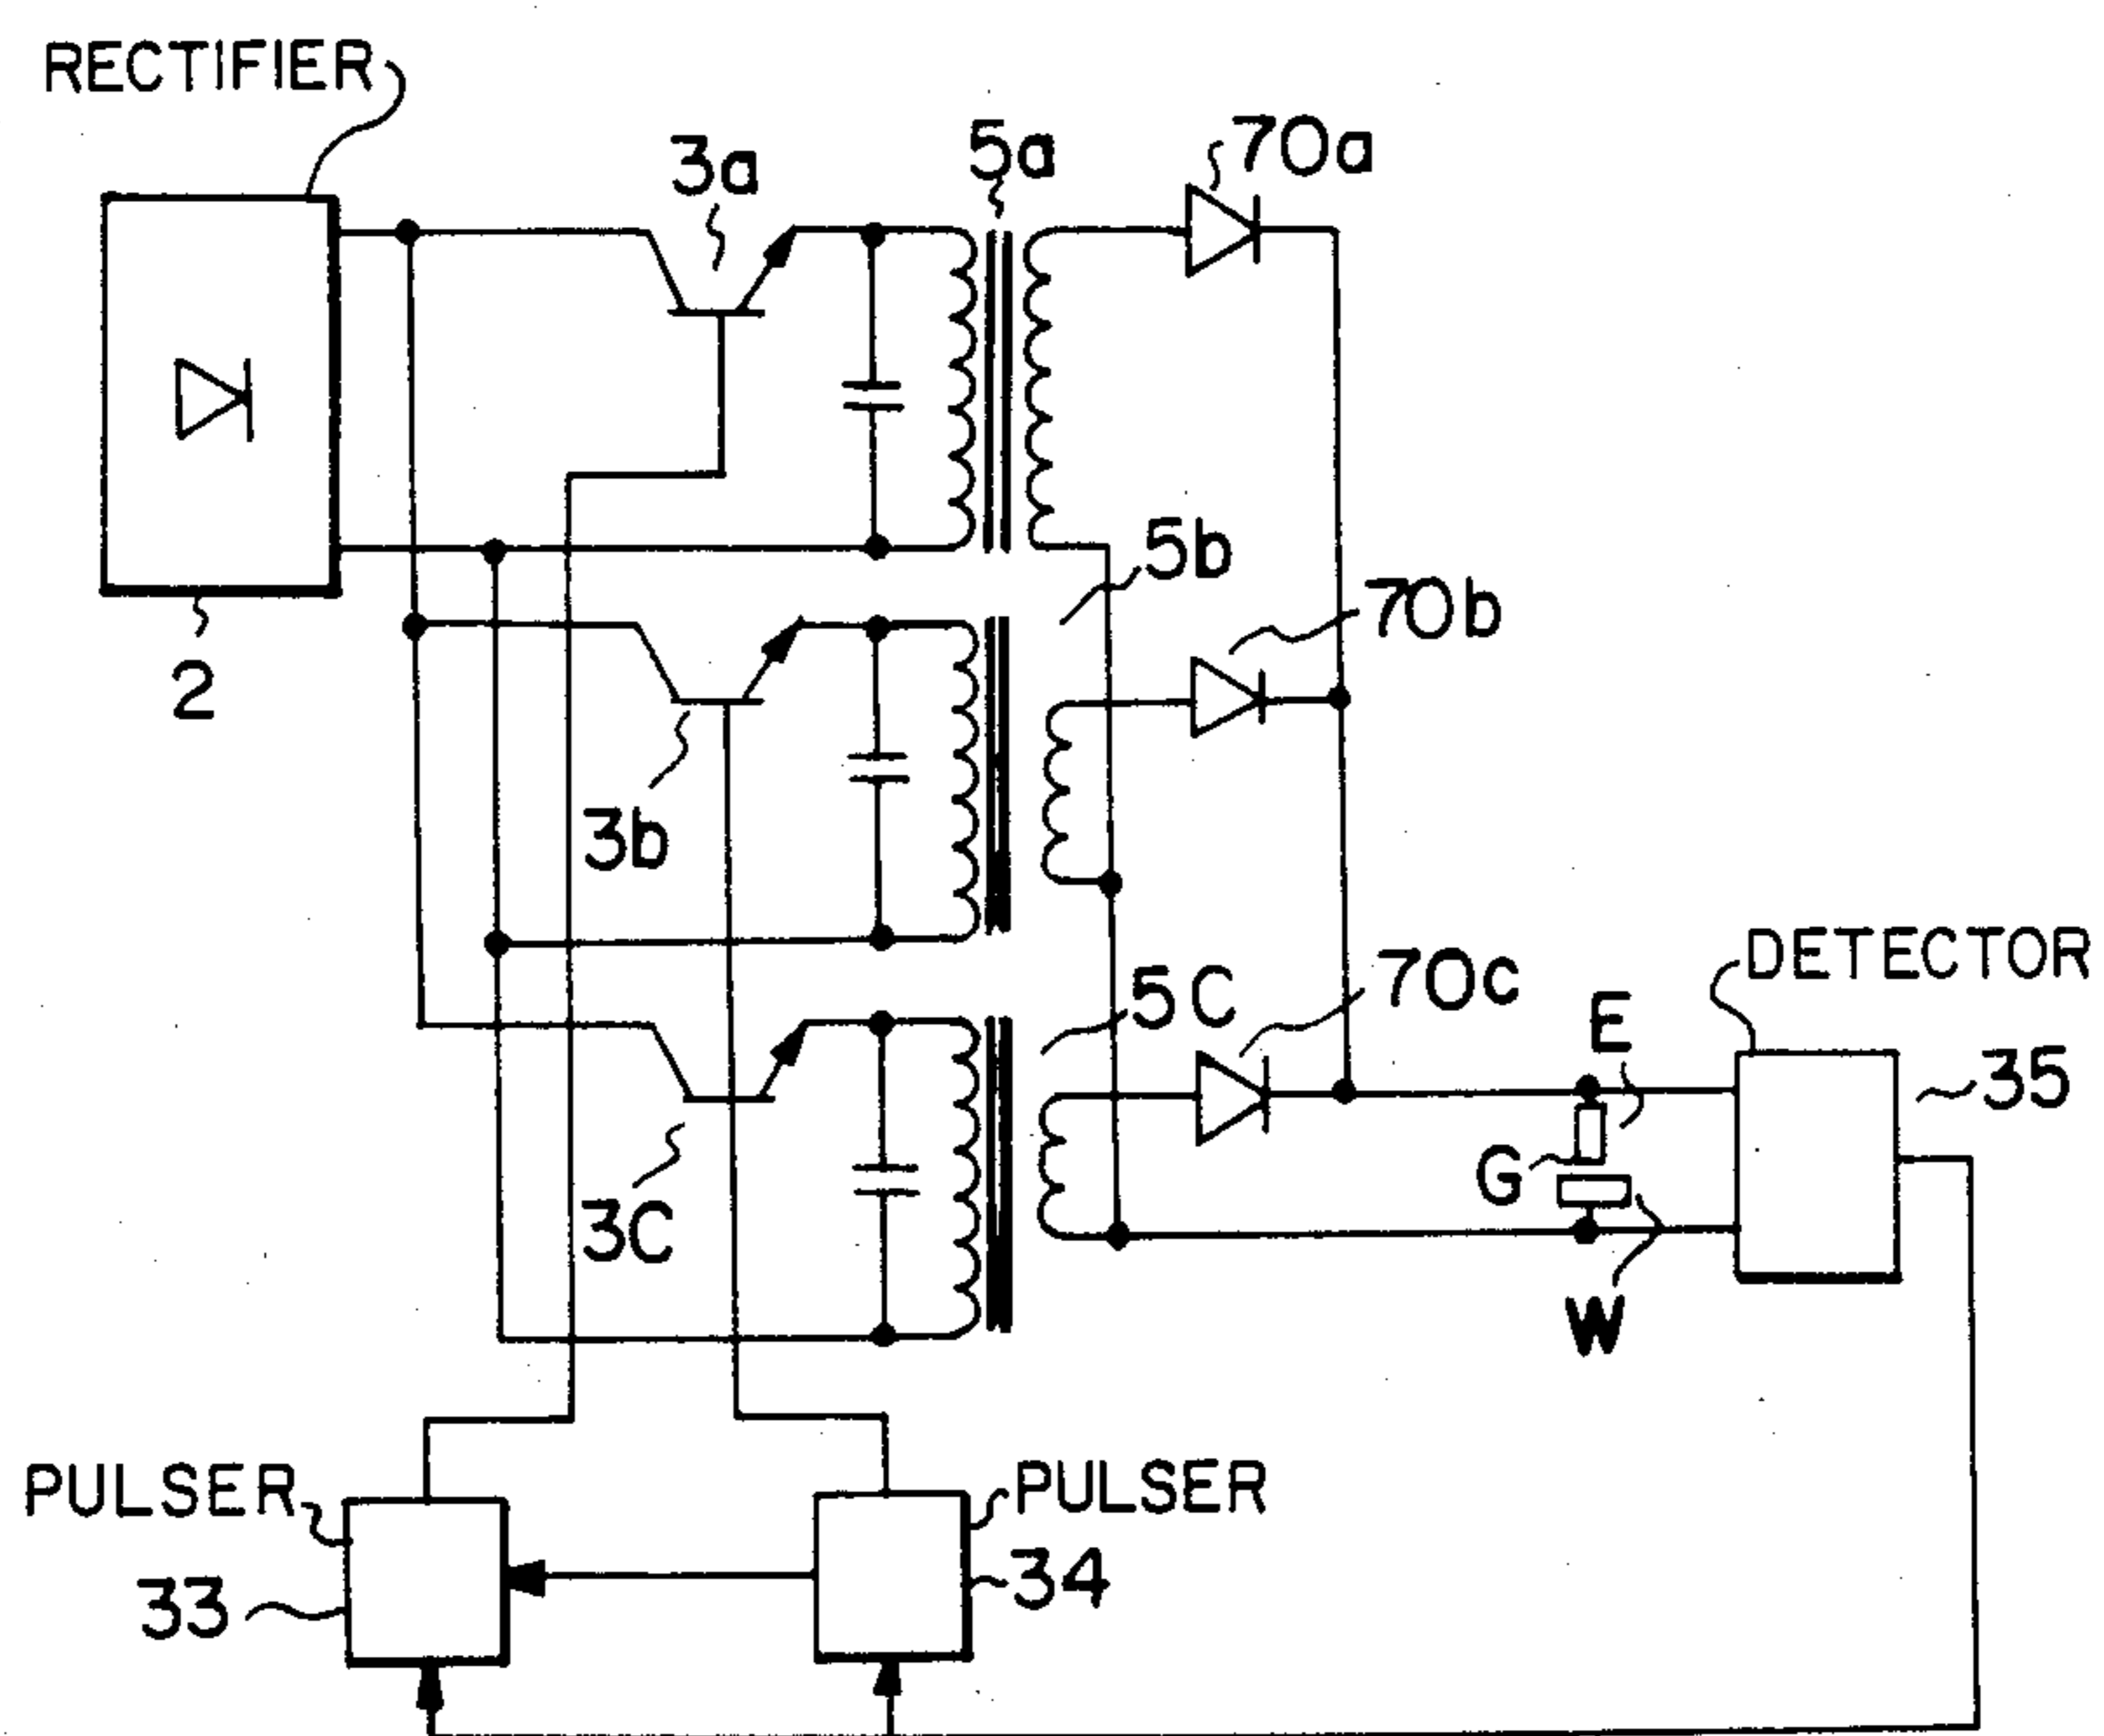 RECTIFIER
3a
5a
70a
2
5b
70b
3b
5C
70c
DETECTOR
E
35
G
3C
W
PULSER
33
PULSER
34